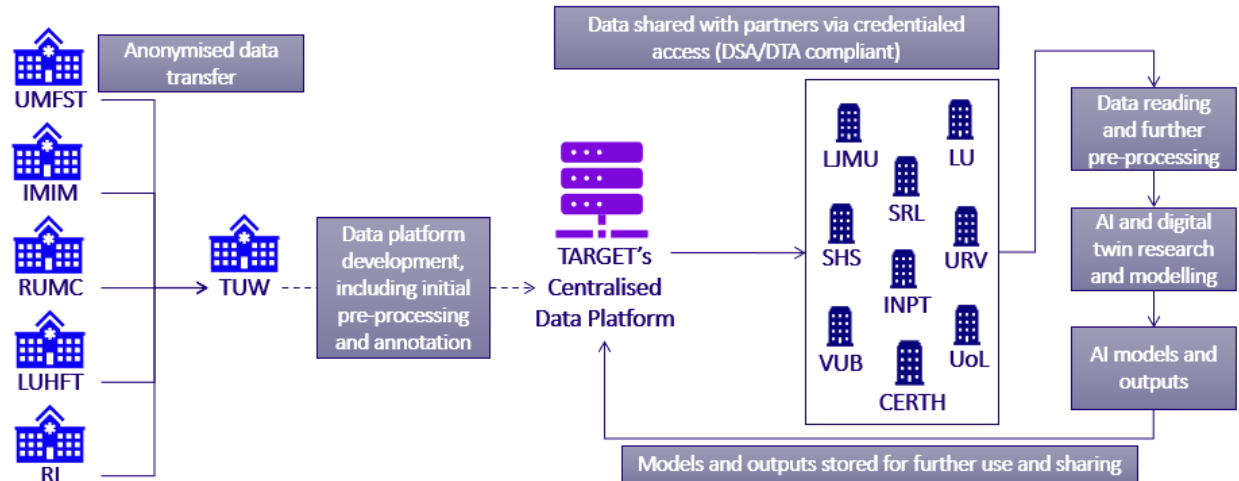 Anonymised data
transfer
UMFST
IMIM
RUMC
LUHFT
RI
TUW
Data platform
development,
including initial
pre-processing
and annotation
TARGET's
Centralised
Data Platform
Data shared with partners via credentialed
access (DSA/DTA compliant)
LJMU
LU
SRL
SHS
URV
INPT
VUB
UoL
CERTH
Data reading
and further
pre-processing
AI and digital
twin research
and modelling
AI models and
outputs
Models and outputs stored for further use and sharing